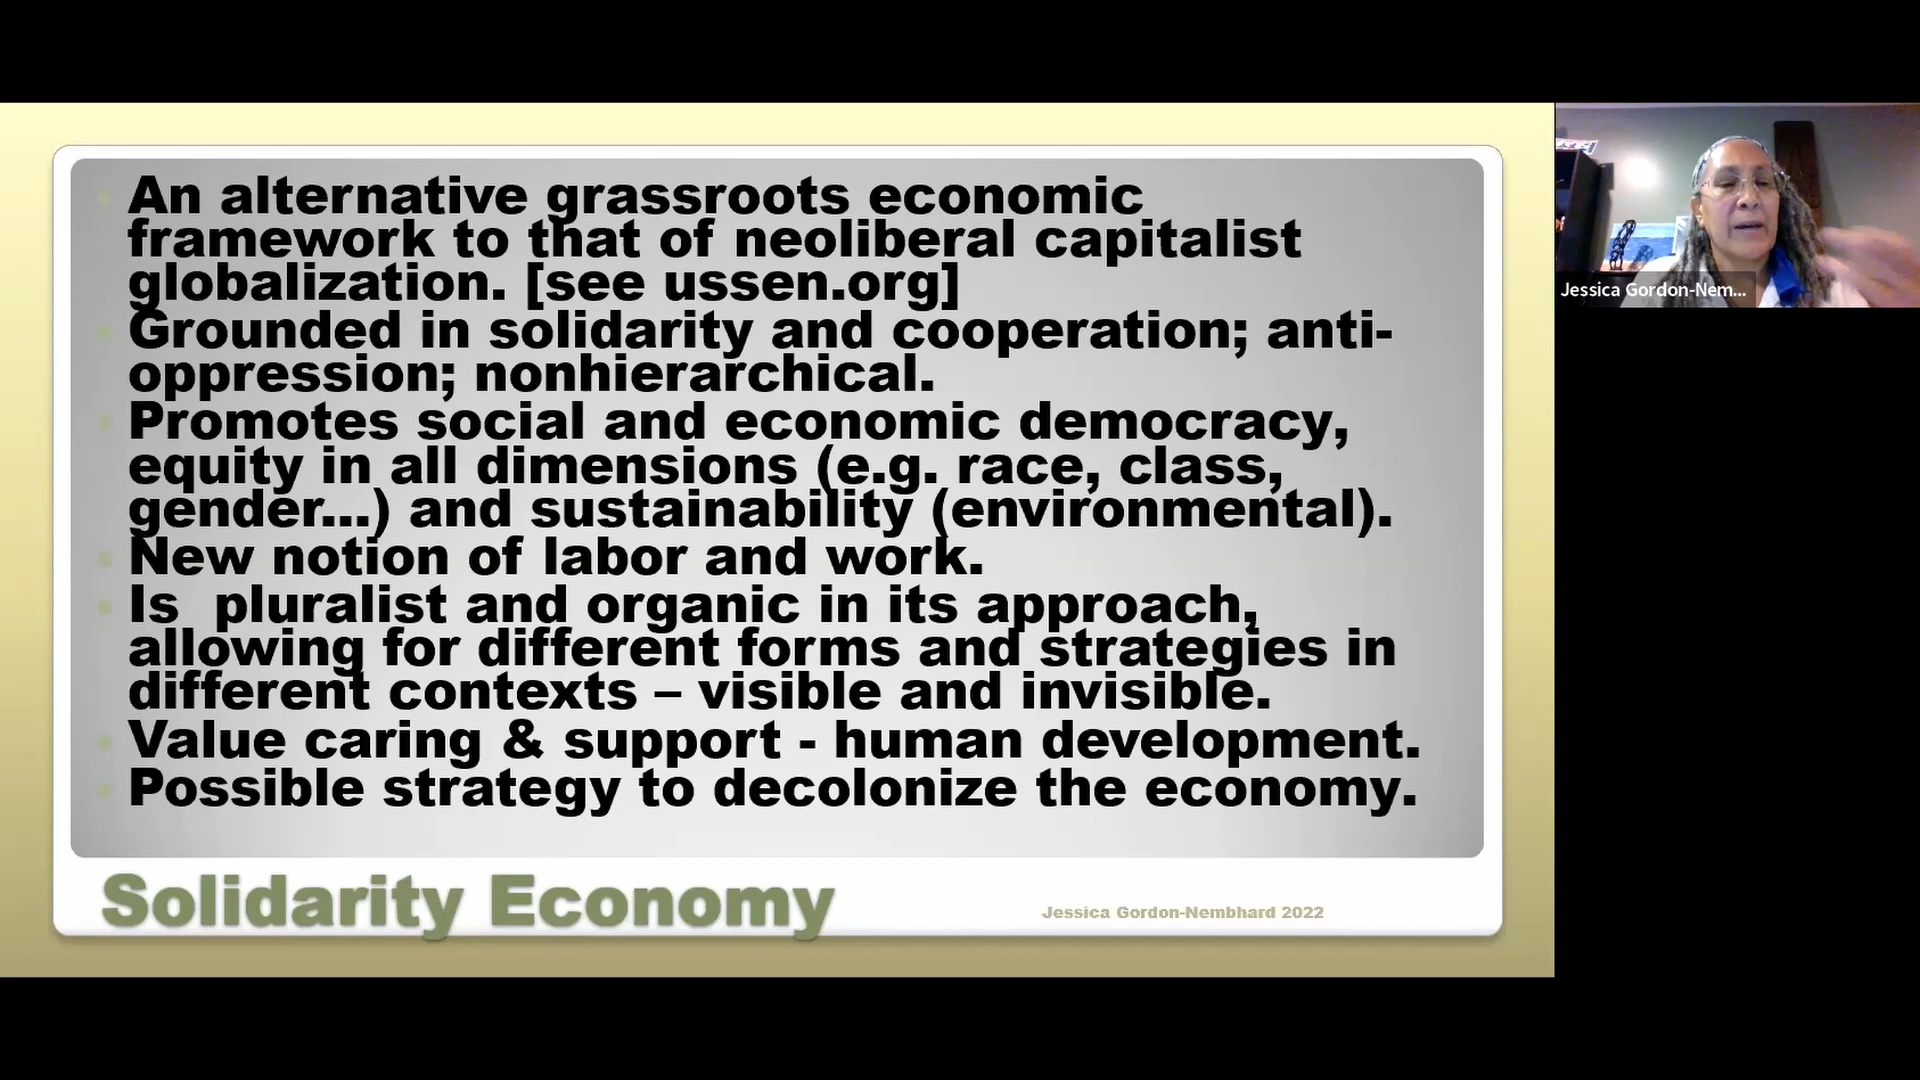 An alternative grassroots economic
framework to that of neoliberal capitalist
globalization. [see ussen.org]
Grounded in solidarity and cooperation; anti-
oppression; nonhierarchical.
Promotes social and economic democracy,
equity in all dimensions (e.g. race, class,
gender...) and sustainability (environmental).
New notion of labor and work.
Is  pluralist and organic in its approach,
allowing for different forms and strategies in
different contexts – visible and invisible.
Value caring & support - human development.
Possible strategy to decolonize the economy.
Solidarity Economy
Jessica Gordon-Nembhard 2022
Jessica Gordon-Nem...